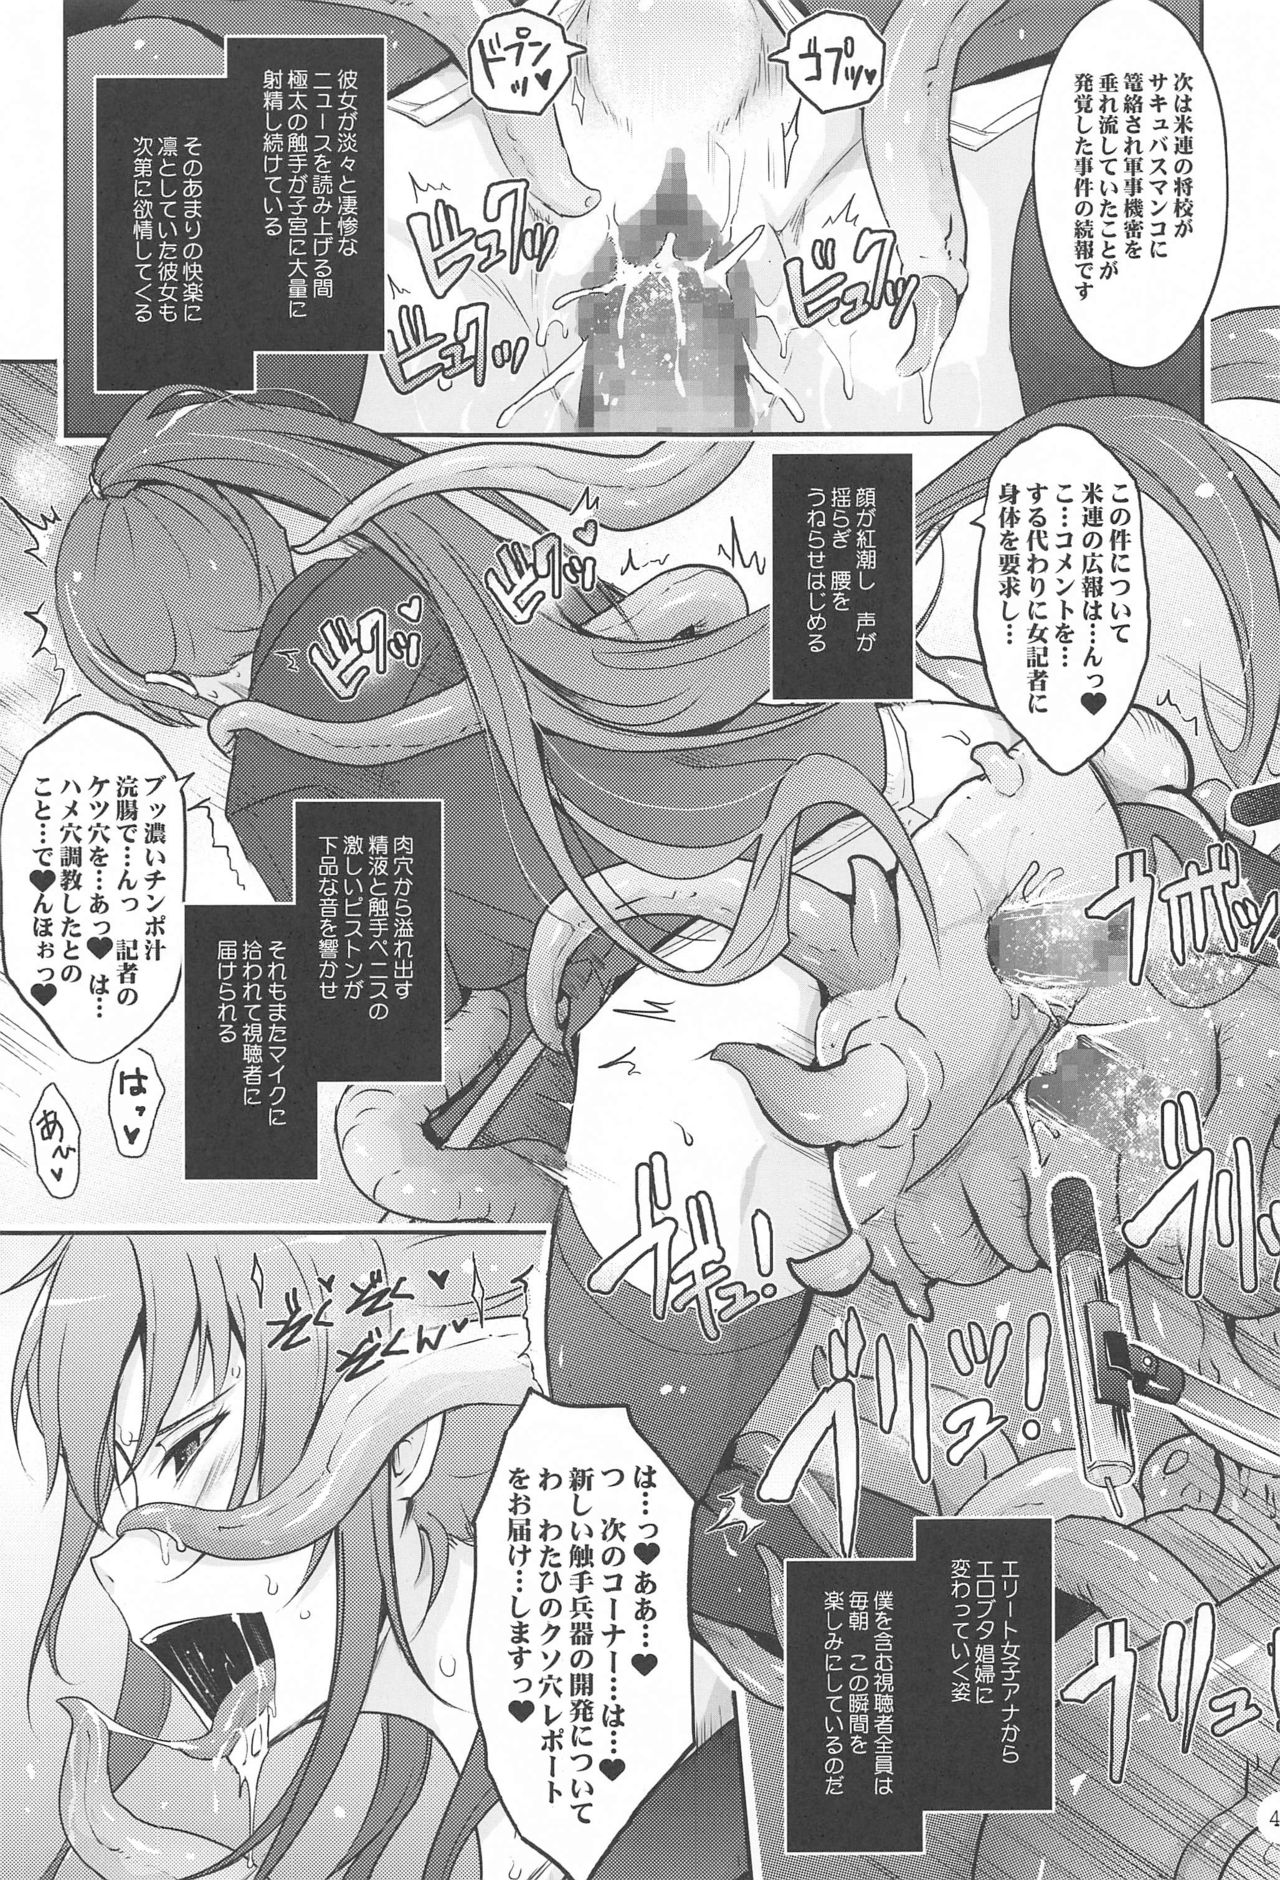 次は米連の将校が
サキュバスマンコに
篭絡され軍事機密を
垂れ流していたことが
発覚した事件の続報です
ゴプッ♥
ドプンッ♥
ビュクッ
ビュクッ
ビュクッ
彼女が淡々と凄惨な
ニュースを読み上げる間
極太の触手が子宮に大量に
射精し続けている
そのあまりの快楽に
凛としていた彼女も
次第に欲情してくる
この件について
米連の広報は…んっ♥
こ…コメントを…
する代わりに女記者に
身体を要求し…
顔が紅潮し 声が
揺らぎ 腰を
うねらせはじめる
ビクッ
ビクッ
ブッ濃いチンポ汁
浣腸で…んっ 記者の
ケツ穴を…あっ♥は…
ハメ穴調教したとの
こと…で♥んほぉっ♥
肉穴から溢れ出す
精液と触手ペニスの
激しいピストンが
下品な音を響かせ
それもまたマイクに
拾われて視聴者に
届けられる
はッ♥
は…っ♥ああ…♥
つ 次のコーナー…は…♥
新しい触手兵器の開発について
わ わたひのクソ穴レポート
をお届け…しますっ♥
エリート女子アナから
エロブタ娼婦に
変わっていく姿
僕を含む視聴者全員は
毎朝 この瞬間を
楽しみにしているのだ
4